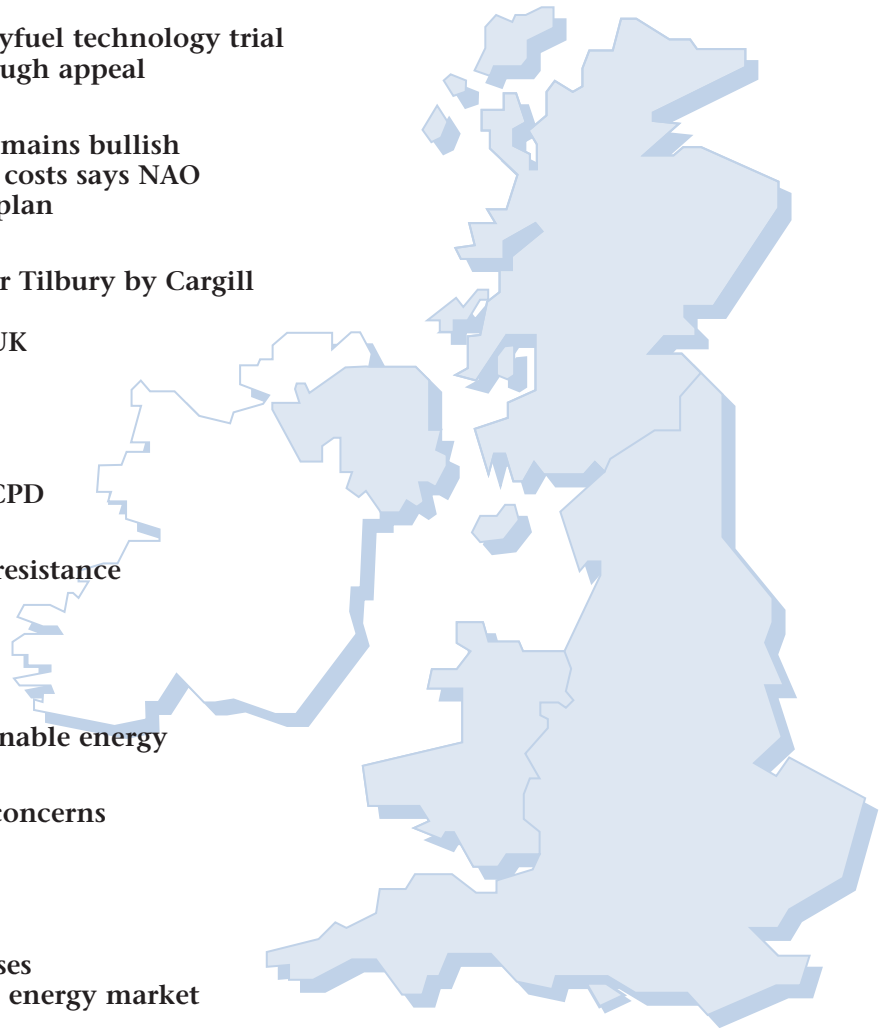 yfuel technology trial
ugh appeal
mains bullish
costs says NAO
plan
r Tilbury by Cargill
UK
CPD
resistance
nable energy
concerns
ses
energy market